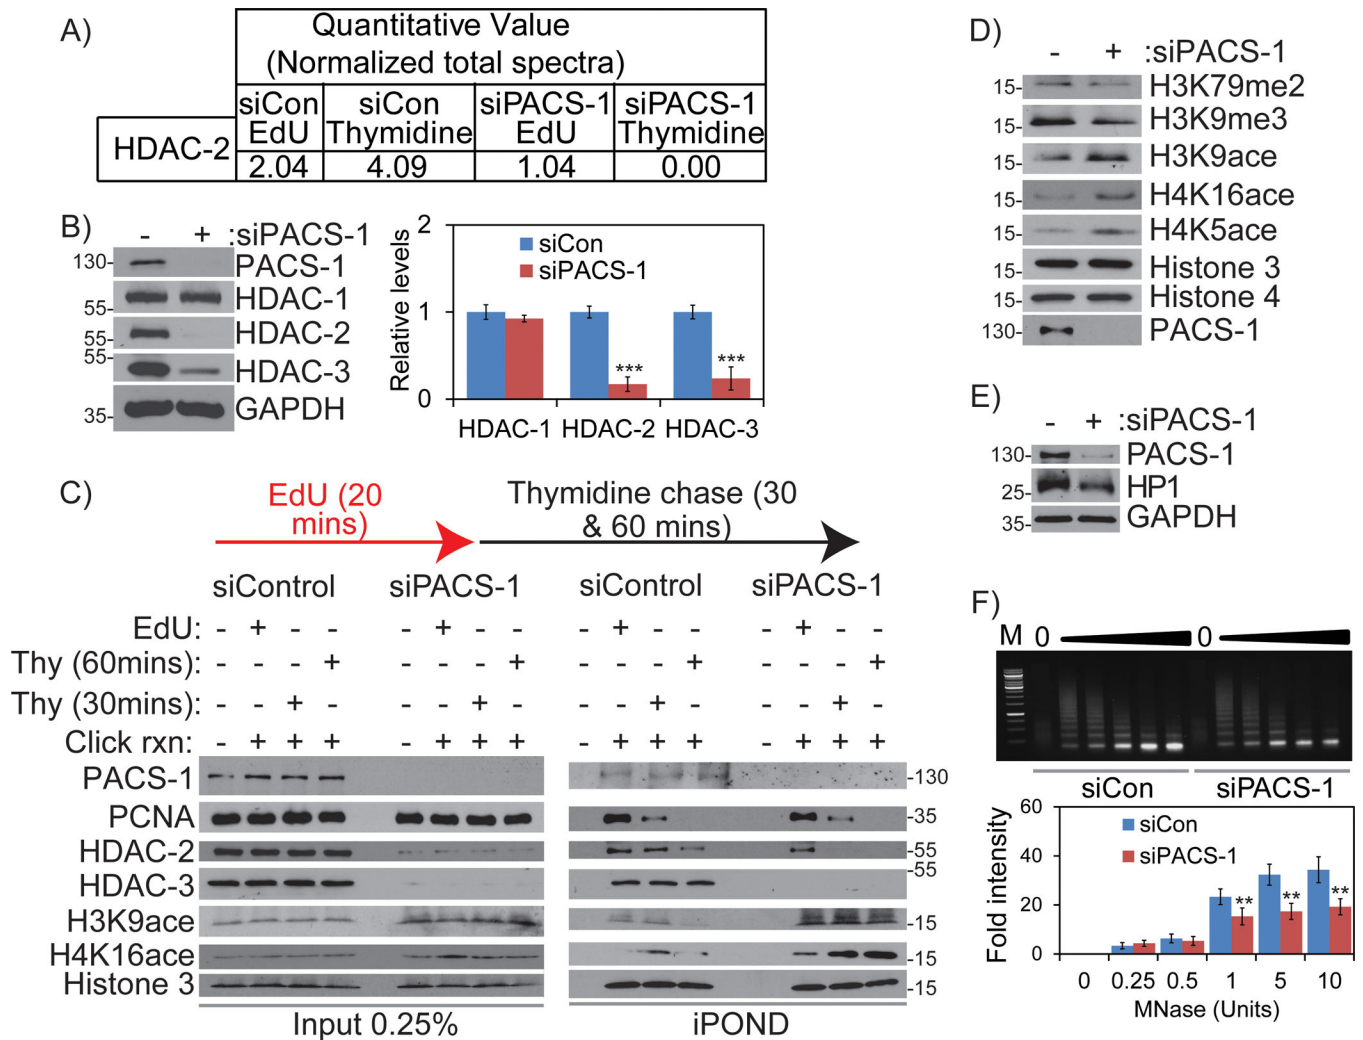 A)
Quantitative Value
(Normalized total spectra)
siCon EdU
siCon Thymidine
siPACS-1 EdU
siPACS-1 Thymidine
HDAC-2
2.04 4.09 1.04 0.00
B)
- + :siPACS-1
130- PACS-1
HDAC-1
55-
HDAC-2
55-
55-
HDAC-3
35- GAPDH
Relative levels
2
1
0
siCon
siPACS-1
***
***
HDAC-1 HDAC-2 HDAC-3
C)
EdU (20
mins)
Thymidine chase (30
& 60 mins)
siControl siPACS-1 siControl siPACS-1
EdU: - + - - - + - - - + - - - + - -
Thy (60mins): - - - + - - - + - - - + - - - +
Thy (30mins): - - + - - - + - - - + - - - + -
Click rxn: - + + + - + + + - + + + - + + +
PACS-1 -130
PCNA -35
HDAC-2 -55
-55
HDAC-3
H3K9ace -15
H4K16ace -15
Histone 3 -15
Input 0.25% iPOND
D)
- + :siPACS-1
15- H3K79me2
15- H3K9me3
15- H3K9ace
15- H4K16ace
15- H4K5ace
15- Histone 3
15- Histone 4
130- PACS-1
E)
- + :siPACS-1
130- PACS-1
25- HP1
35- GAPDH
F)
M 0 0
siCon siPACS-1
Fold intensity
60
40
20
0
siCon
siPACS-1
** ** **
0 0.25 0.5 1 5 10
MNase (Units)